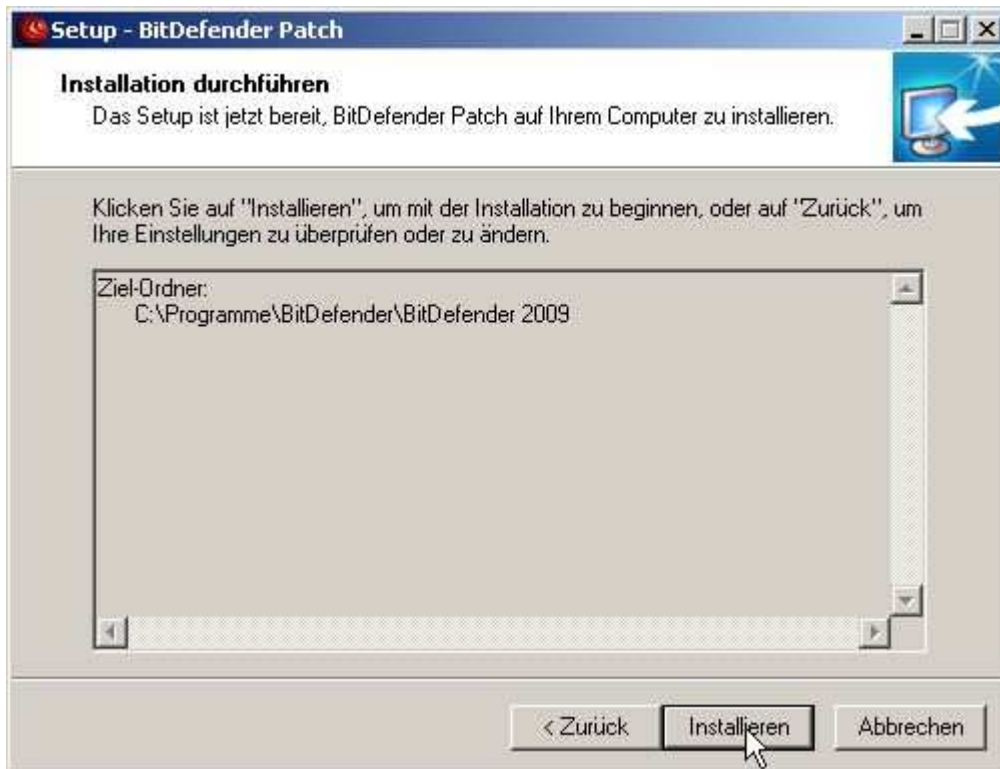 Setup - BitDefender Patch
Installation durchführen
Das Setup ist jetzt bereit, BitDefender Patch auf Ihrem Computer zu installieren.
Klicken Sie auf "Installieren", um mit der Installation zu beginnen, oder auf "Zurück", um
Ihre Einstellungen zu überprüfen oder zu ändern.
Ziel-Ordner:
C:\Programme\BitDefender\BitDefender 2009
< Zurück
Installieren
Abbrechen